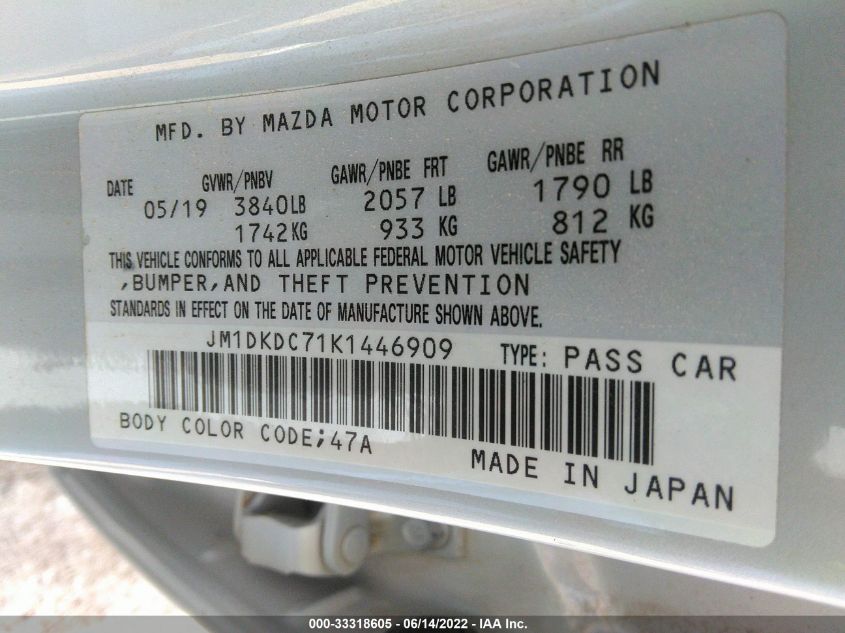 MFD. BY MAZDA MOTOR CORPORATION
DATE GVWR/PNBV GAWR/PNBE FRT GAWR/PNBE RR
05/19 3840LB 2057 LB 1790 LB
1742KG 933 KG 812 KG
THIS VEHICLE CONFORMS TO ALL APPLICABLE FEDERAL MOTOR VEHICLE SAFETY
,BUMPER,AND THEFT PREVENTION
STANDARDS IN EFFECT ON THE DATE OF MANUFACTURE SHOWN ABOVE.
JM1DKDC71K1446909 TYPE: PASS CAR
BODY COLOR CODE;47A
MADE IN JAPAN
000-33318605 - 06/14/2022 - IAA Inc.